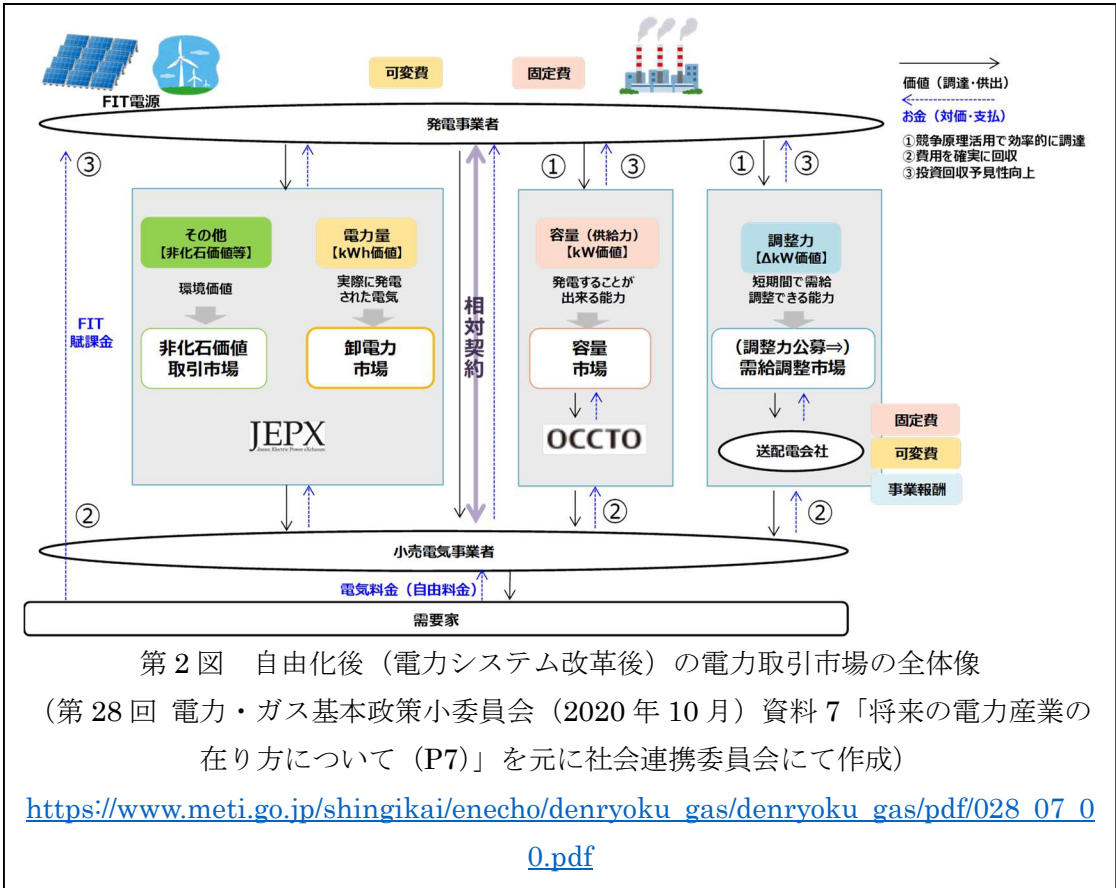 可変費
固定費
FIT電源
発電事業者
価値（調達・供出）
お金（対価・支払）
①競争原理活用で効率的に調達
②費用を確実に回収
③投資回収予見性向上
③
①
③
①
③
その他
【非化石価値等】
環境価値
非化石価値
取引市場
電力量
【kWh価値】
実際に発電
された電気
卸電力
市場
JEPX
Japan Electric Power eXchange
相対契約
容量（供給力）
【kW価値】
発電することが
出来る能力
容量
市場
OCCTO
調整力
【ΔkW価値】
短期間で需給
調整できる能力
（調整力公募⇒）
需給調整市場
送配電会社
固定費
可変費
事業報酬
FIT
賦課金
②
②
②
小売電気事業者
電気料金（自由料金）
需要家
第2図　自由化後（電力システム改革後）の電力取引市場の全体像
（第28回 電力・ガス基本政策小委員会（2020年10月）資料7「将来の電力産業の
在り方について（P7）」を元に社会連携委員会にて作成）
https://www.meti.go.jp/shingikai/enecho/denryoku_gas/denryoku_gas/pdf/028_07_0
0.pdf